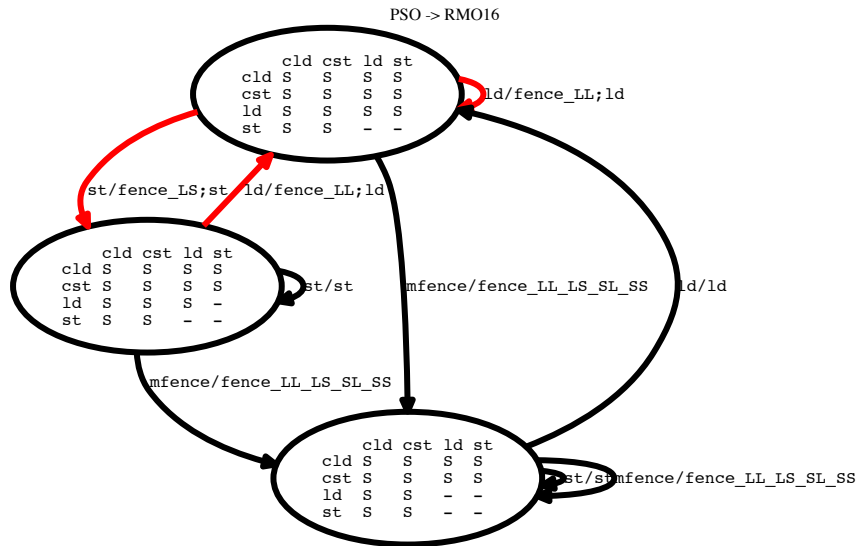 PSO -> RMO16
cld cst ld st
cld S S S S
cst S S S S
ld S S S S
st S S - -
ld/fence_LL;ld
st/fence_LS;st
ld/fence_LL;ld
cld cst ld st
cld S S S S
cst S S S S
ld S S S -
st S S - -
st/st
mfence/fence_LL_LS_SL_SS
ld/ld
mfence/fence_LL_LS_SL_SS
cld cst ld st
cld S S S S
cst S S S S
ld S S - -
st S S - -
st/st
mfence/fence_LL_LS_SL_SS